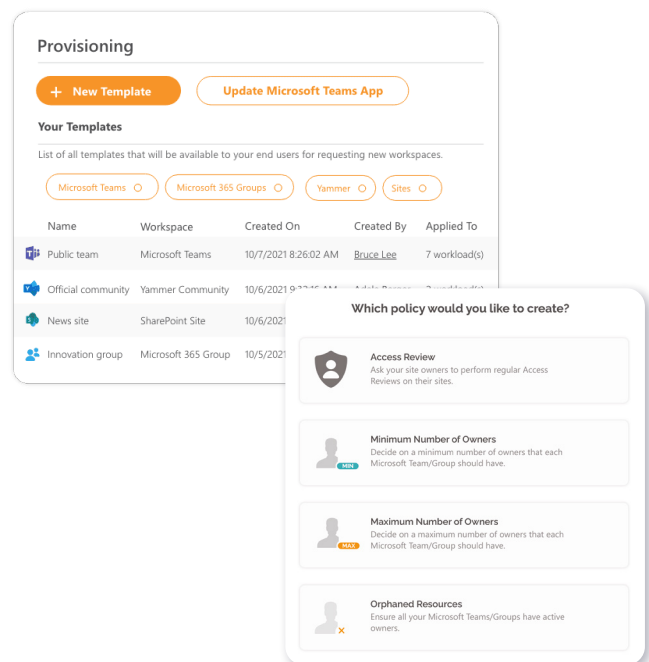 Provisioning
+ New Template
Update Microsoft Teams App
Your Templates
List of all templates that will be available to your end users for requesting new workspaces.
Microsoft Teams
Microsoft 365 Groups
Yammer
Sites
Name Workspace Created On Created By Applied To
Public team Microsoft Teams 10/7/2021 8:26:02 AM Bruce Lee 7 workload(s)
Official community Yammer Community 10/6/2021
News site SharePoint Site 10/6/2021
Innovation group Microsoft 365 Group 10/5/2021
Which policy would you like to create?
Access Review
Ask your site owners to perform regular Access
Reviews on their sites.
MIN
Minimum Number of Owners
Decide on a minimum number of owners that each
Microsoft Team/Group should have.
MAX
Maximum Number of Owners
Decide on a maximum number of owners that each
Microsoft Team/Group should have.
Orphaned Resources
Ensure all your Microsoft Teams/Groups have active
owners.